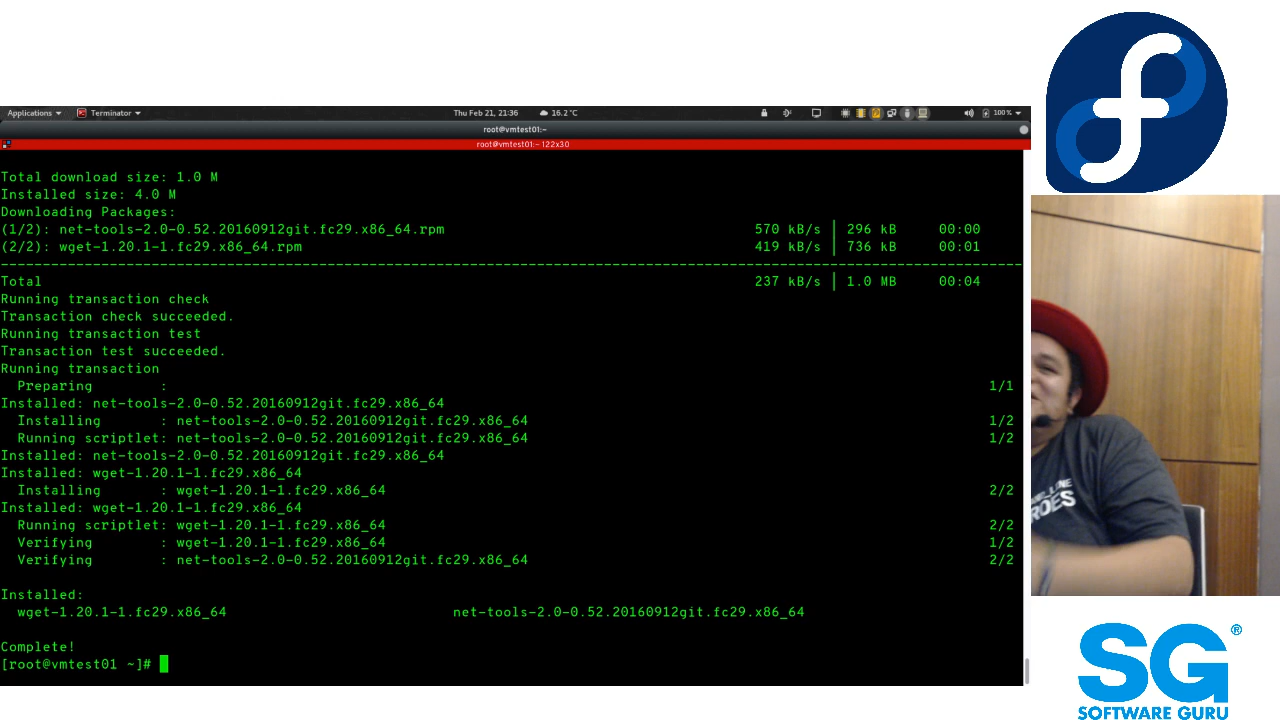 Applications
Terminator
Thu Feb 21, 21:36
16.2°C
100%
root@vmtest01:~
root@vmtest01:~ 122x30
Total download size: 1.0 M
Installed size: 4.0 M
Downloading Packages:
(1/2): net-tools-2.0-0.52.20160912git.fc29.x86_64.rpm 570 kB/s | 296 kB 00:00
(2/2): wget-1.20.1-1.fc29.x86_64.rpm 419 kB/s | 736 kB 00:01
--------------------------------------------------------------------------------
Total 237 kB/s | 1.0 MB 00:04
Running transaction check
Transaction check succeeded.
Running transaction test
Transaction test succeeded.
Running transaction
Preparing : 1/1
Installed: net-tools-2.0-0.52.20160912git.fc29.x86_64
Installing : net-tools-2.0-0.52.20160912git.fc29.x86_64 1/2
Running scriptlet: net-tools-2.0-0.52.20160912git.fc29.x86_64 1/2
Installed: net-tools-2.0-0.52.20160912git.fc29.x86_64
Installed: wget-1.20.1-1.fc29.x86_64
Installing : wget-1.20.1-1.fc29.x86_64 2/2
Installed: wget-1.20.1-1.fc29.x86_64
Running scriptlet: wget-1.20.1-1.fc29.x86_64 2/2
Verifying : wget-1.20.1-1.fc29.x86_64 1/2
Verifying : net-tools-2.0-0.52.20160912git.fc29.x86_64 2/2
Installed:
wget-1.20.1-1.fc29.x86_64 net-tools-2.0-0.52.20160912git.fc29.x86_64
Complete!
[root@vmtest01 ~]#
SG®
SOFTWARE GURU